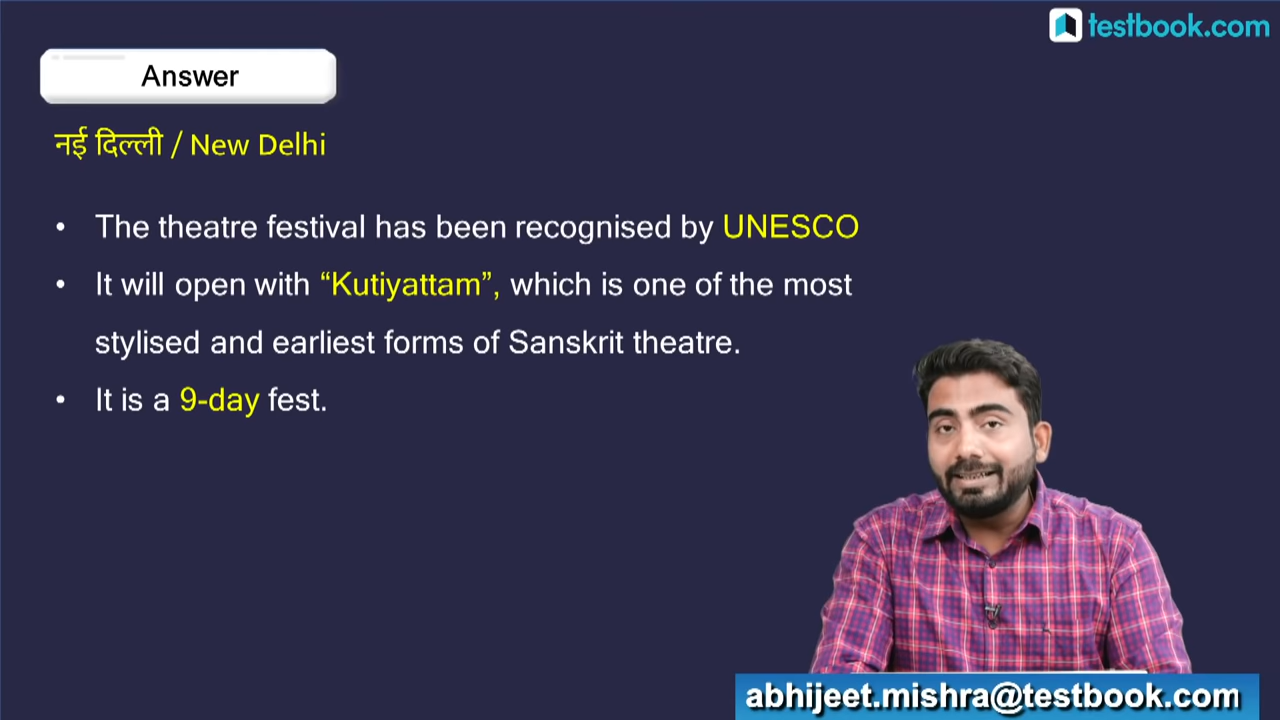 testbook.com
Answer
नई दिल्ली / New Delhi
• The theatre festival has been recognised by UNESCO
• It will open with “Kutiyattam”, which is one of the most
stylised and earliest forms of Sanskrit theatre.
• It is a 9-day fest.
abhijeet.mishra@testbook.com